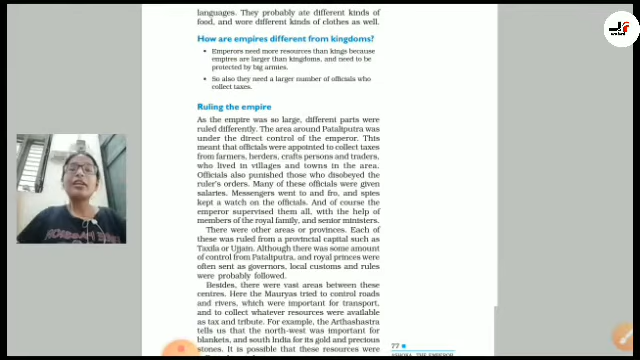 languages. They probably ate different kinds of
food, and wore different kinds of clothes as well.
How are empires different from kingdoms?
• Emperors need more resources than kings because
empires are larger than kingdoms, and need to be
protected by big armies.
• So also they need a larger number of officials who
collect taxes.
Ruling the empire
As the empire was so large, different parts were
ruled differently. The area around Pataliputra was
under the direct control of the emperor. This
meant that officials were appointed to collect taxes
from farmers, herders, crafts persons and traders,
who lived in villages and towns in the area.
Officials also punished those who disobeyed the
ruler's orders. Many of these officials were given
salaries. Messengers went to and fro, and spies
kept a watch on the officials. And of course the
emperor supervised them all, with the help of
members of the royal family, and senior ministers.
There were other areas or provinces. Each of
these was ruled from a provincial capital such as
Taxila or Ujjain. Although there was some amount
of control from Pataliputra, and royal princes were
often sent as governors, local customs and rules
were probably followed.
Besides, there were vast areas between these
centres. Here the Mauryas tried to control roads
and rivers, which were important for transport,
and to collect whatever resources were available
as tax and tribute. For example, the Arthashastra
tells us that the north-west was important for
blankets, and south India for its gold and precious
stones. It is possible that these resources were
77
ASHOKA, THE EMPEROR